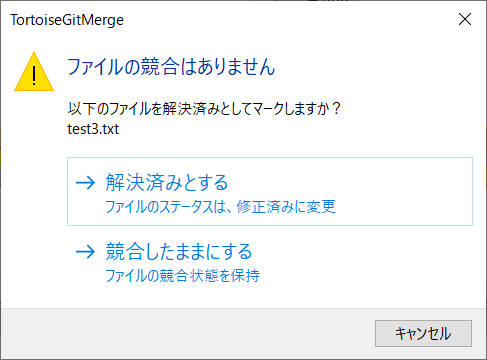 TortoiseGitMerge
ファイルの競合はありません
以下のファイルを解決済みとしてマークしますか？
test3.txt
解決済みとする
ファイルのステータスは、修正済みに変更
競合したままにする
ファイルの競合状態を保持
キャンセル